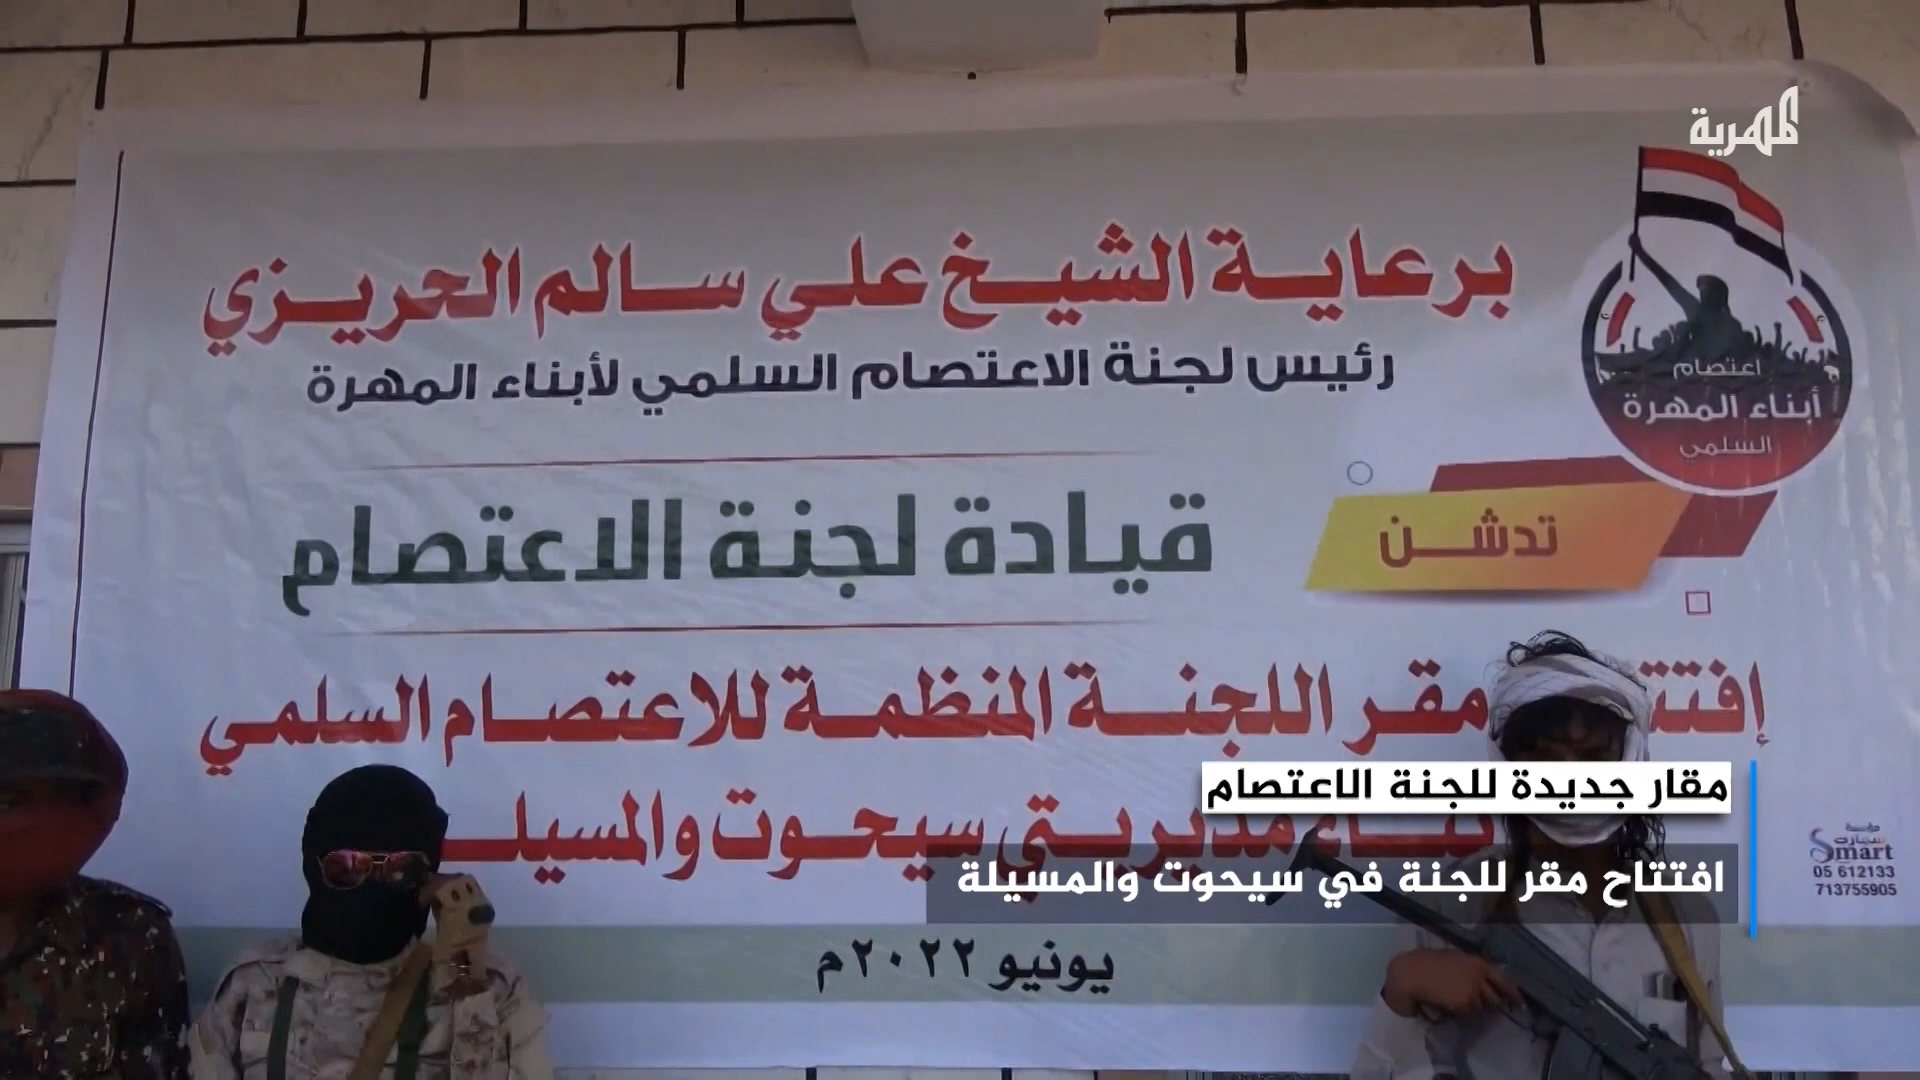 المهرية
برعاية الشيخ علي سالم الحريزي
رئيس لجنة الاعتصام السلمي لأبناء المهرة
اعتصام
أبناء المهرة
السلمي
تدشن
قيادة لجنة الاعتصام
مقر اللجنة المنظمة للاعتصام السلمي
مديريتي سيحوت والمسيلـ
مقار جديدة للجنة الاعتصام
افتتاح مقر للجنة في سيحوت والمسيلة
سمارت
Smart
05 612133
713755905
يونيو ٢٠٢٢م